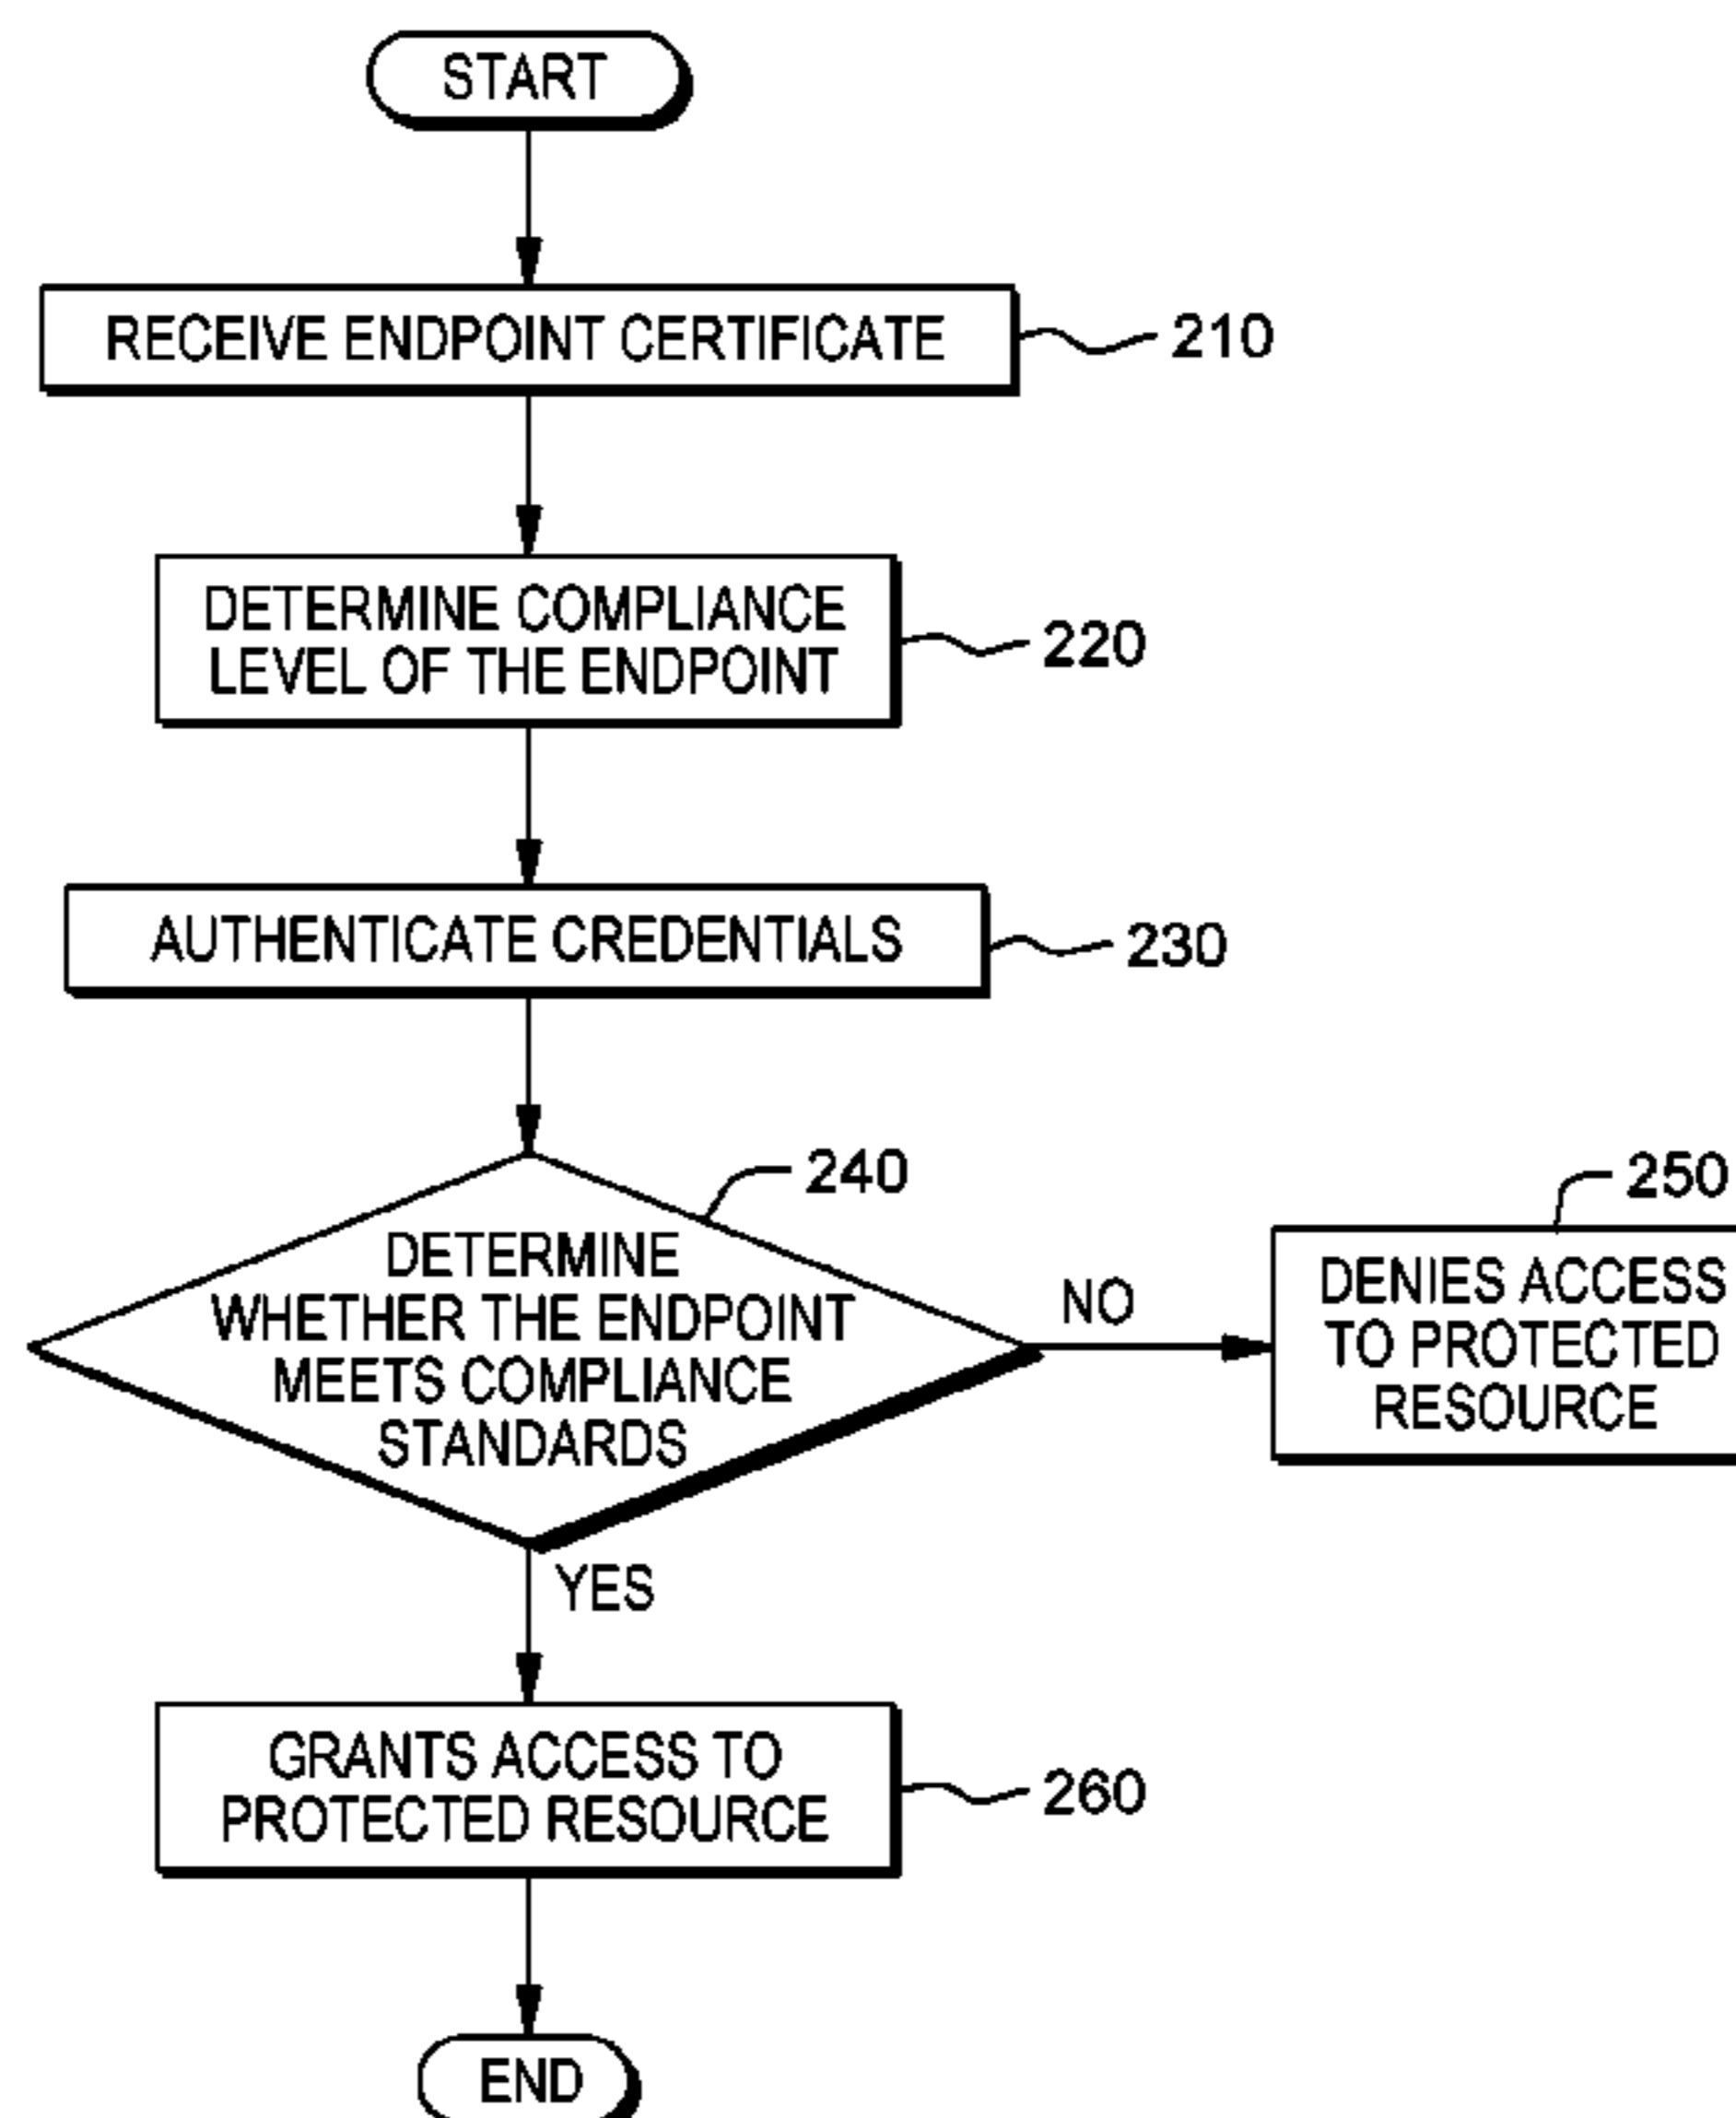 START
RECEIVE ENDPOINT CERTIFICATE
210
DETERMINE COMPLIANCE
LEVEL OF THE ENDPOINT
220
AUTHENTICATE CREDENTIALS
230
240
DETERMINE
WHETHER THE ENDPOINT
MEETS COMPLIANCE
STANDARDS
NO
250
DENIES ACCESS
TO PROTECTED
RESOURCE
YES
GRANTS ACCESS TO
PROTECTED RESOURCE
260
END